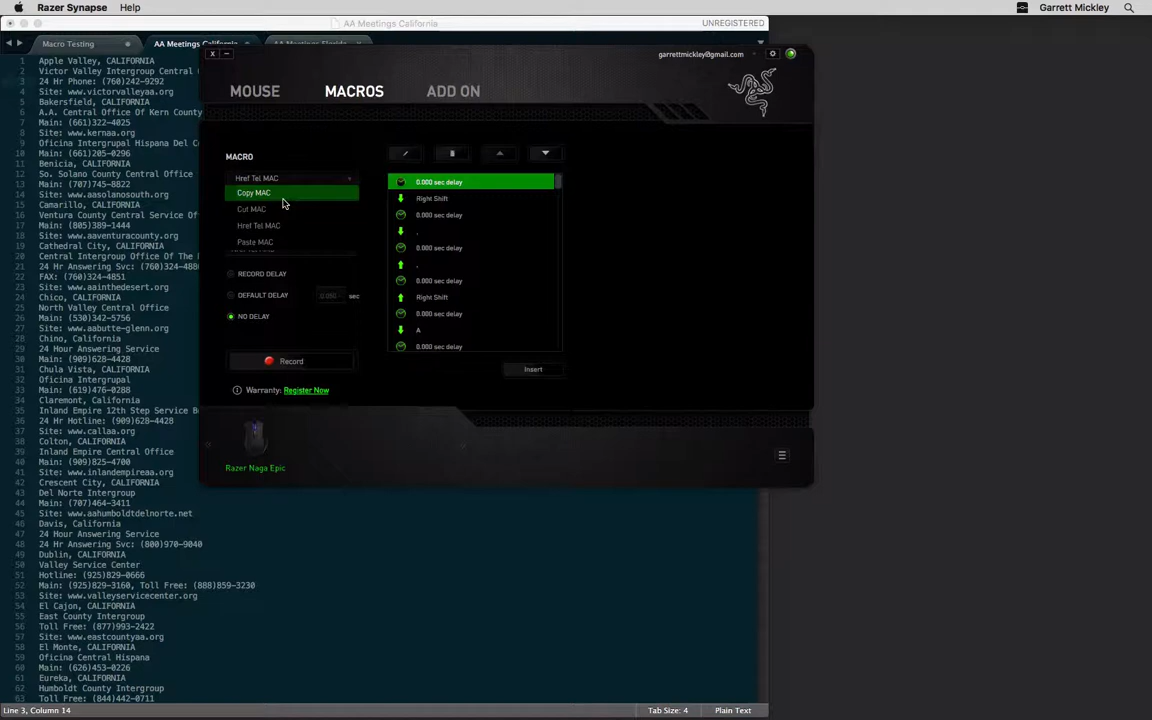 Razer Synapse Help Garrett Mickley
AA Meetings California UNREGISTERED
Macro Testing AA Meetings California AA Meetings Florida
1 Apple Valley, CALIFORNIA
2 Victor Valley Intergroup Central
3 24 Hr Phone: (760)242-9292
4 Site: www.victorvalleyaa.org
5 Bakersfield, CALIFORNIA
6 A.A. Central Office Of Kern County
7 Main: (661)322-4025
8 Site: www.kernaa.org
9 Oficina Intergrupal Hispana Del C
10 Main: (661)205-0296
11 Benicia, CALIFORNIA
12 So. Solano Central Office
13 Main: (707)745-8822
14 Site: www.aasolanosouth.org
15 Camarillo, CALIFORNIA
16 Ventura County Central Service Of
17 Main: (805)389-1444
18 Site: www.aaventuracounty.org
19 Cathedral City, CALIFORNIA
20 Central Intergroup Office Of The
21 24 Hr Answering Svc: (760)324-488
22 FAX: (760)324-4851
23 Site: www.aainthedesert.org
24 Chico, CALIFORNIA
25 North Valley Central Office
26 Main: (530)342-5756
27 Site: www.aabutte-glenn.org
28 Chino, CALIFORNIA
29 24 Hour Answering Service
30 Main: (909)628-4428
31 Chula Vista, CALIFORNIA
32 Oficina Intergrupal
33 Main: (619)476-0288
34 Claremont, California
35 Inland Empire 12th Step Service B
36 24 Hr Hotline: (909)628-4428
37 Site: www.callaa.org
38 Colton, CALIFORNIA
39 Inland Empire Central Office
40 Main: (909)825-4700
41 Site: www.inlandempireaa.org
42 Crescent City, CALIFORNIA
43 Del Norte Intergroup
44 Main: (707)464-3411
45 Site: www.aahumboldtdelnorte.net
46 Davis, California
47 24 Hour Answering Service
48 24 Hr Answering Svc: (800)970-9040
49 Dublin, CALIFORNIA
50 Valley Service Center
51 Hotline: (925)829-0666
52 Main: (925)829-3160, Toll Free: (888)859-3230
53 Site: www.valleyservicecenter.org
54 El Cajon, CALIFORNIA
55 East County Intergroup
56 Toll Free: (877)993-2422
57 Site: www.eastcountyaa.org
58 El Monte, CALIFORNIA
59 Oficina Central Hispana
60 Main: (626)453-0226
61 Eureka, CALIFORNIA
62 Humboldt County Intergroup
63 Toll Free: (844)442-0711
Line 3, Column 14 Tab Size: 4 Plain Text
X – garrettmickley@gmail.com
MOUSE MACROS ADD ON
MACRO
Href Tel MAC
Copy MAC
Cut MAC
Href Tel MAC
Paste MAC
RECORD DELAY
DEFAULT DELAY 0.050 sec
NO DELAY
Record
Warranty: Register Now
0.000 sec delay
Right Shift
0.000 sec delay
,
0.000 sec delay
,
0.000 sec delay
Right Shift
0.000 sec delay
A
0.000 sec delay
Insert
Razer Naga Epic